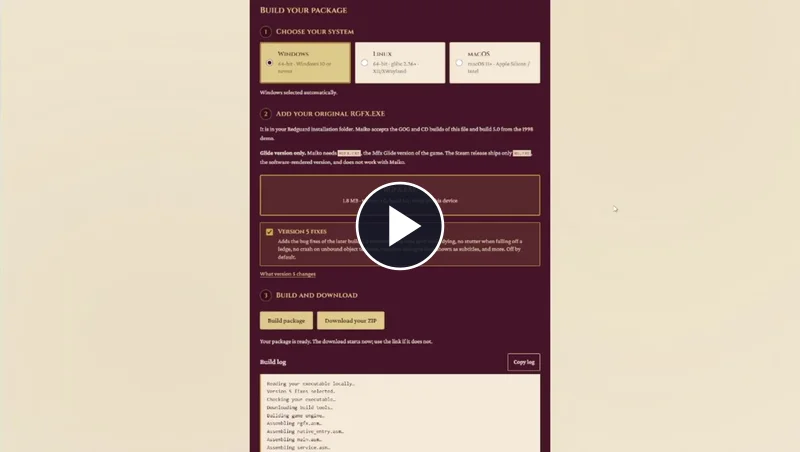 Build your package
1 Choose your system
Windows
64-bit · Windows 10 or
newer
Linux
64-bit · glibc 2.36+ ·
X11/XWayland
macOS
macOS 11+ · Apple Silicon /
Intel
Windows selected automatically.
2 Add your original RGFX.EXE
It is in your Redguard installation folder. Maiko accepts the GOG and CD builds of this file and build 3.0 from the 1998
demo.
Glide version only. Maiko needs the 3dfx Glide version of the game. The Steam release ships only
the software-rendered version, and does not work with Maiko.
1.8 MB · this device
Version 5 fixes
Adds the bug fixes of the later build dying, no stutter when falling off a
ledge, no crash on unbound object shown as subtitles, and more. Off by
default.
What version 5 changes
3 Build and download
Build package
Download your ZIP
Your package is ready. The download starts now; use the link if it does not.
Build log
Copy log
Reading your executable locally…
Version 5 fixes selected…
Checking your executable…
Downloading build tools…
Building game engine…
Assembling rgfx.asm…
Assembling native_entry.asm…
Assembling main.asm…
Assembling service.asm…